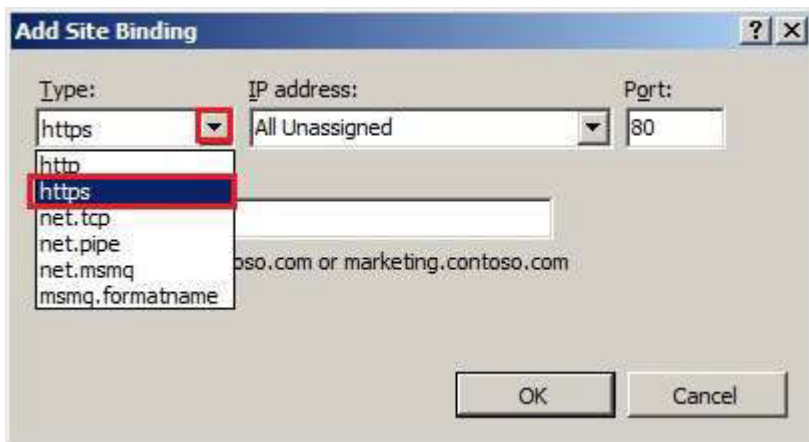 Add Site Binding
Type: IP address: Port:
https All Unassigned 80
http
https
net.tcp
net.pipe
net.msmq oso.com or marketing.contoso.com
msmq.formatname
OK Cancel